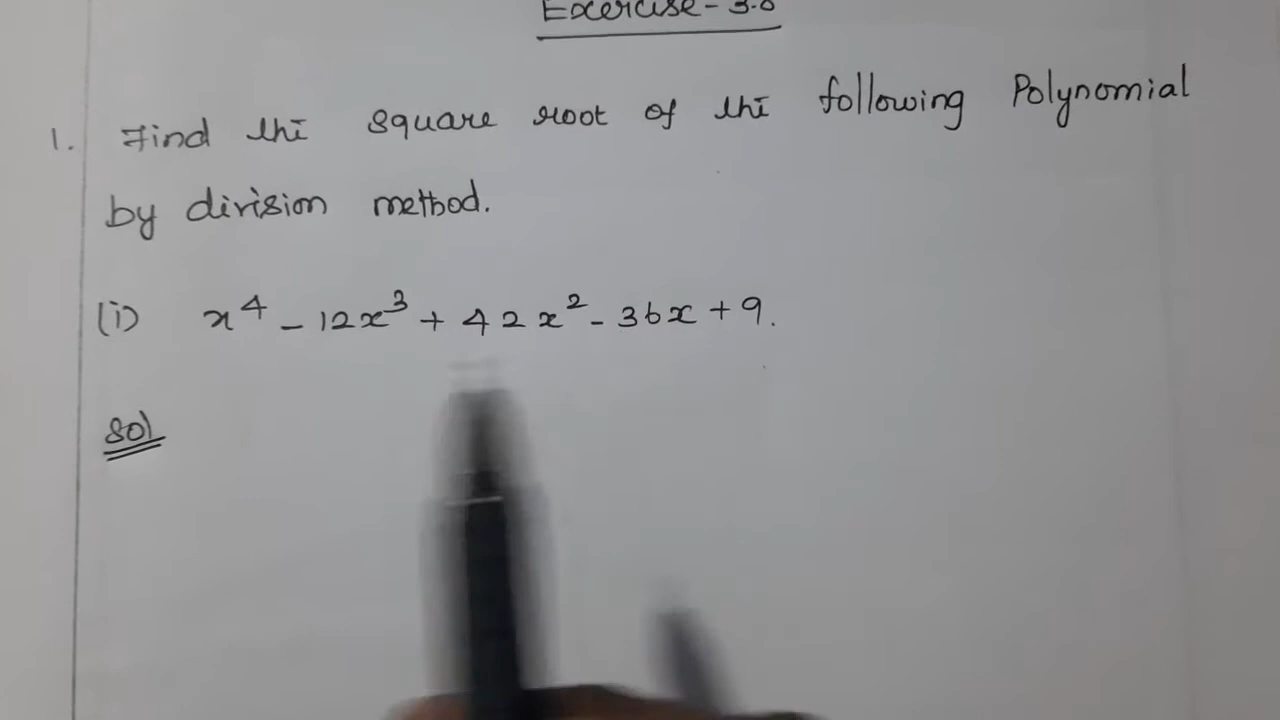 Exercise - 3.8
1. Find the square root of the following Polynomial
by division method.
(i) x⁴ - 12x³ + 42x² - 36x + 9.
Sol